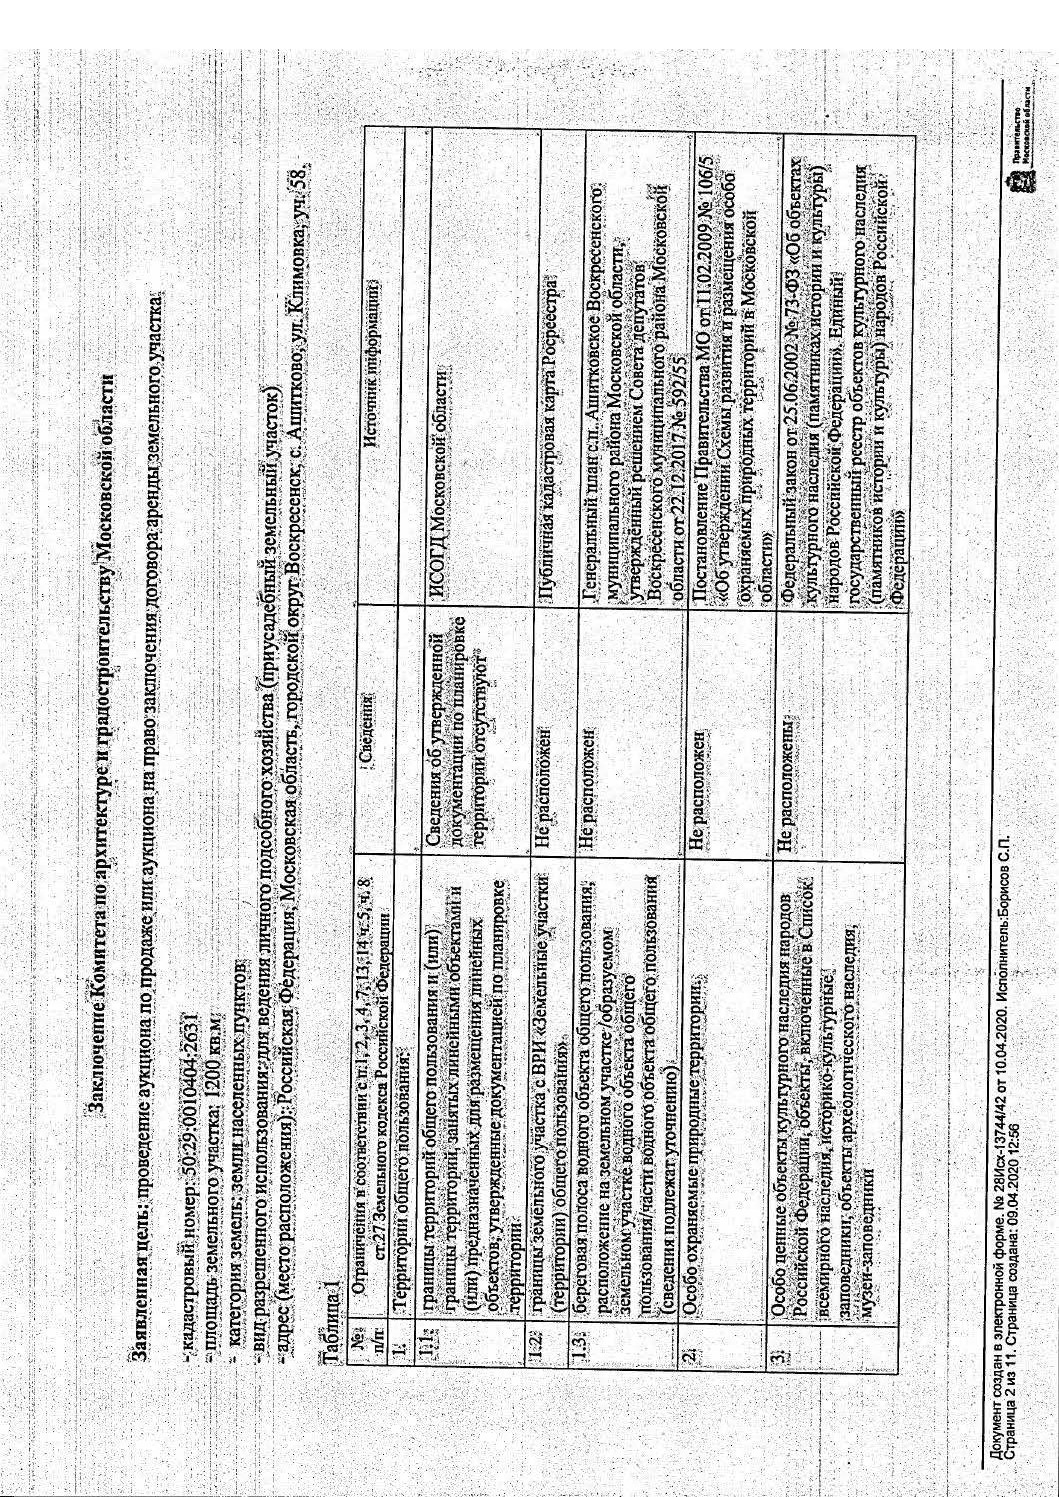 Заключение Комитета по архитектуре и градостроительству Московской области
Заявленная цель: проведение аукциона по продаже или аукциона на право заключения договора аренды земельного участка
- кадастровый номер: 50:29:0010404:2631
- площадь земельного участка: 1200 кв.м
- категория земель: земли населенных пунктов
- вид разрешенного использования: для ведения личного подсобного хозяйства (приусадебный земельный участок)
- адрес (место расположения): Российская Федерация, Московская область, городской округ Воскресенск, с. Ашитково, ул. Климовка, уч. 58.
Таблица 1
№ п/п
Ограничения в соответствии с п.1, 2, 3, 4, 7, 13, 14 ч. 5, ч. 8
ст.27 Земельного кодекса Российской Федерации
Сведения
Источник информации
1.
Территории общего пользования:
1.1.
границы территорий общего пользования и (или)
границы территории, занятых линейными объектами и
(или) предназначенных для размещения линейных
объектов, утвержденные документацией по планировке
территории
Сведения об утвержденной
документации по планировке
территории отсутствуют
ИСОГД Московской области
1.2.
границы земельного участка с ВРИ «Земельные участки
(территории) общего пользования»
Не расположен
Публичная кадастровая карта Росреестра
1.3.
береговая полоса водного объекта общего пользования,
расположение на земельном участке /образуемом
земельном участке водного объекта общего
пользования/части водного объекта общего пользования
(сведения подлежат уточнению)
Не расположен
Генеральный план с.п. Ашитковское Воскресенского
муниципального района Московской области,
утверждённый решением Совета депутатов
Воскресенского муниципального района Московской
области от 22.12.2017 № 592/55
2.
Особо охраняемые природные территории.
Не расположен
Постановление Правительства МО от 11.02.2009 № 106/5
«Об утверждении Схемы развития и размещения особо
охраняемых природных территорий в Московской
области»
3.
Особо ценные объекты культурного наследия народов
Российской Федерации, объекты, включенные в Список
всемирного наследия, историко-культурные
заповедники, объекты археологического наследия,
музеи-заповедники
Не расположены
Федеральный закон от 25.06.2002 № 73-ФЗ «Об объектах
культурного наследия (памятниках истории и культуры)
народов Российской Федерации», Единый
государственный реестр объектов культурного наследия
(памятников истории и культуры) народов Российской
Федерации»
Документ создан в электронной форме. № 28Исх-13744/42 от 10.04.2020. Исполнитель:Борисов С.П.
Страница 2 из 11. Страница создана: 09.04.2020 12:56
Правительство
Московской области